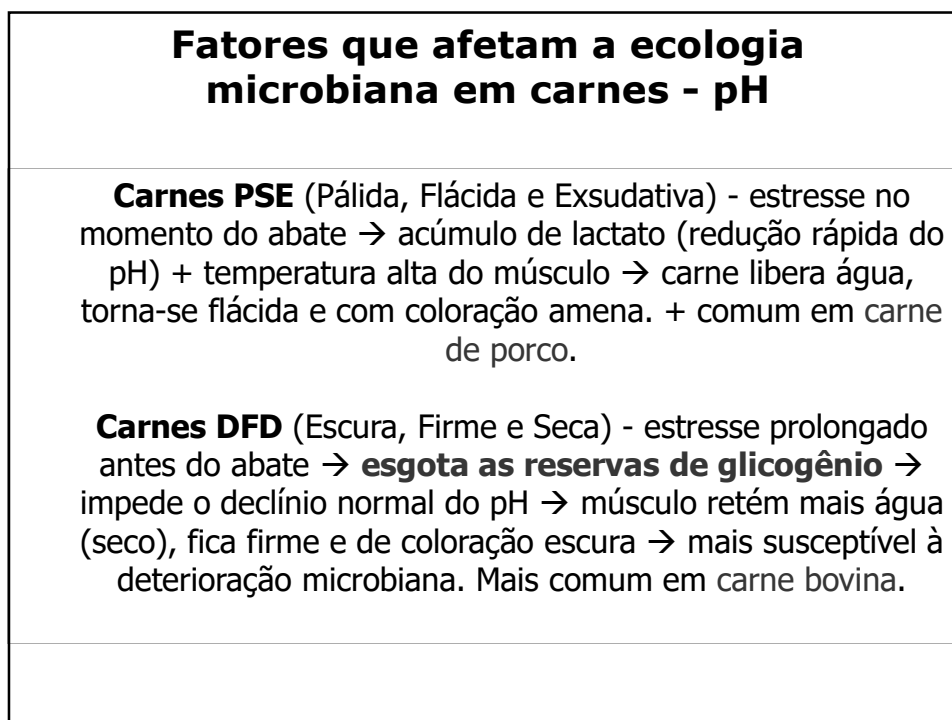 Fatores que afetam a ecologia
microbiana em carnes - pH
Carnes PSE (Pálida, Flácida e Exsudativa) - estresse no
momento do abate → acúmulo de lactato (redução rápida do
pH) + temperatura alta do músculo → carne libera água,
torna-se flácida e com coloração amena. + comum em carne
de porco.
Carnes DFD (Escura, Firme e Seca) - estresse prolongado
antes do abate → esgota as reservas de glicogênio →
impede o declínio normal do pH → músculo retém mais água
(seco), fica firme e de coloração escura → mais susceptível à
deterioração microbiana. Mais comum em carne bovina.